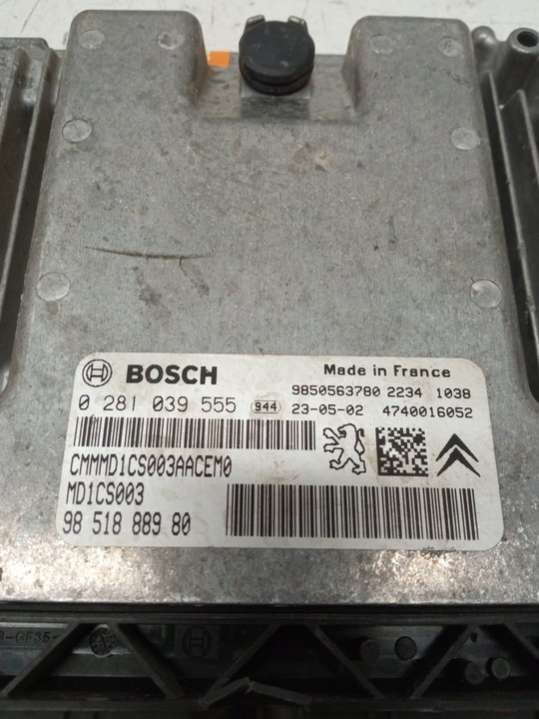 BOSCH
Made in France
0 281 039 555 944
9850563780 2234 1038
23-05-02 4740016052
CMMMD1CS003AACEM0
MD1CS003
98 518 889 80